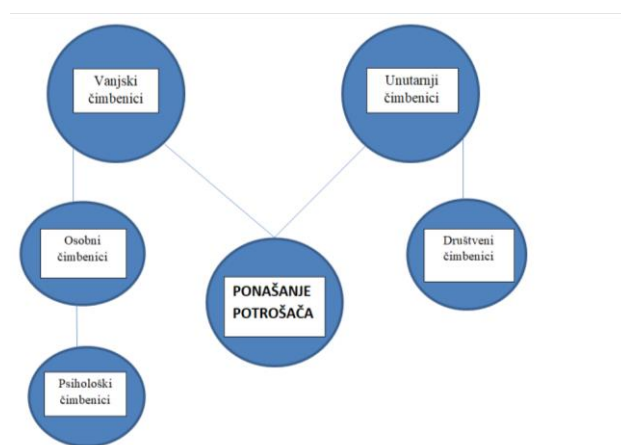 Vanjski
čimbenici
Unutarnji
čimbenici
Osobni
čimbenici
Društveni
čimbenici
PONAŠANJE
POTROŠAČA
Psihološki
čimbenici